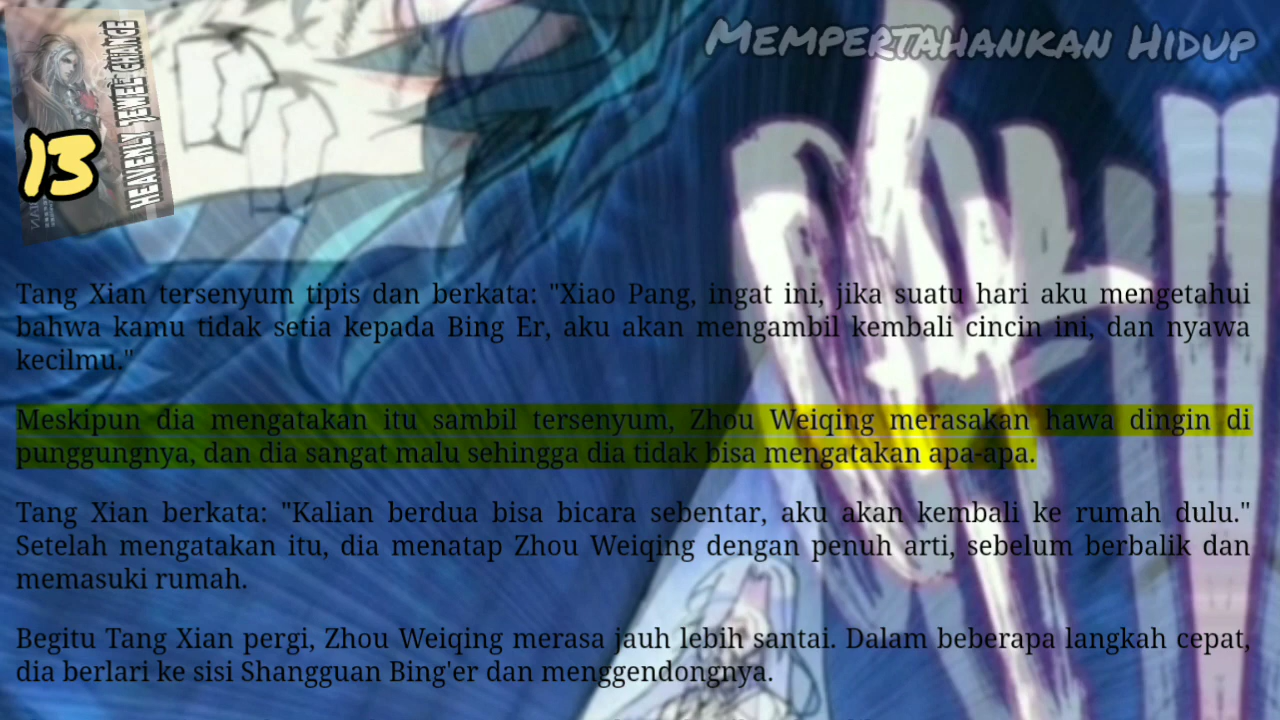 Mempertahankan Hidup
HEAVENLY JEWEL CHANGE
13
Tang Xian tersenyum tipis dan berkata: "Xiao Pang, ingat ini, jika suatu hari aku mengetahui
bahwa kamu tidak setia kepada Bing Er, aku akan mengambil kembali cincin ini, dan nyawa
kecilmu."
Meskipun dia mengatakan itu sambil tersenyum, Zhou Weiqing merasakan hawa dingin di
punggungnya, dan dia sangat malu sehingga dia tidak bisa mengatakan apa-apa.
Tang Xian berkata: "Kalian berdua bisa bicara sebentar, aku akan kembali ke rumah dulu."
Setelah mengatakan itu, dia menatap Zhou Weiqing dengan penuh arti, sebelum berbalik dan
memasuki rumah.
Begitu Tang Xian pergi, Zhou Weiqing merasa jauh lebih santai. Dalam beberapa langkah cepat,
dia berlari ke sisi Shangguan Bing'er dan menggendongnya.